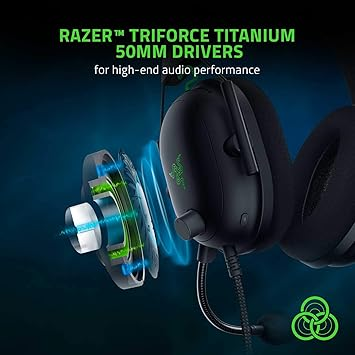 RAZER™ TRIFORCE TITANIUM
50MM DRIVERS
for high-end audio performance